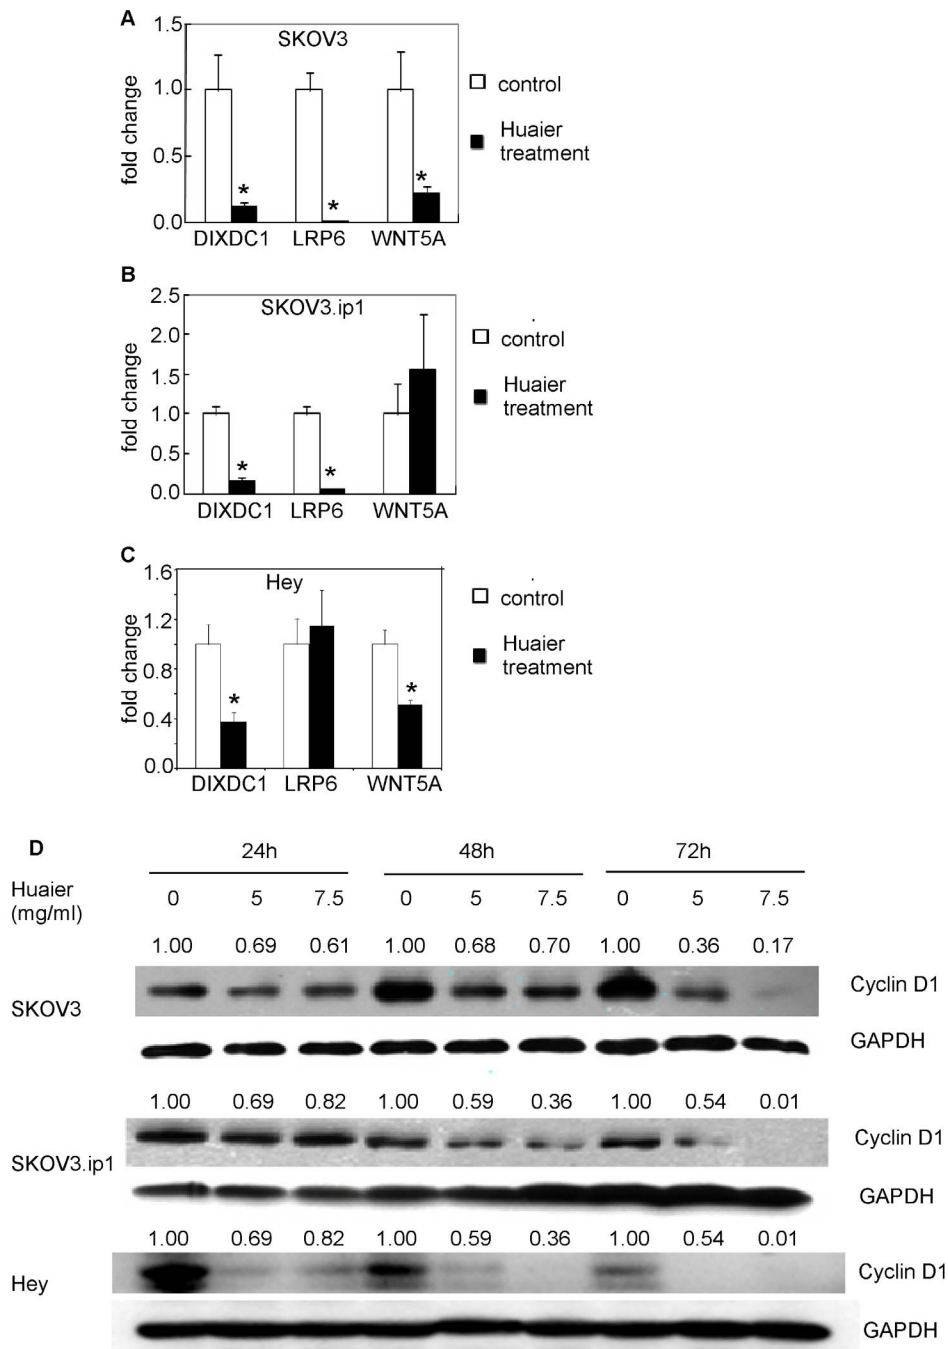 A
SKOV3
1.5
1.0
0.5
0.0
fold change
*
*
*
DIXDC1 LRP6 WNT5A
control
Huaier
treatment
B
SKOV3.ip1
2.5
2.0
1.0
0.5
0.0
fold change
*
*
DIXDC1 LRP6 WNT5A
control
Huaier
treatment
C
Hey
1.6
1.2
0.8
0.4
0.0
fold change
*
*
DIXDC1 LRP6 WNT5A
control
Huaier
treatment
D
24h 48h 72h
Huaier
(mg/ml)
0 5 7.5 0 5 7.5 0 5 7.5
1.00 0.69 0.61 1.00 0.68 0.70 1.00 0.36 0.17
Cyclin D1
SKOV3
GAPDH
1.00 0.69 0.82 1.00 0.59 0.36 1.00 0.54 0.01
Cyclin D1
SKOV3.ip1
GAPDH
1.00 0.69 0.82 1.00 0.59 0.36 1.00 0.54 0.01
Cyclin D1
Hey
GAPDH